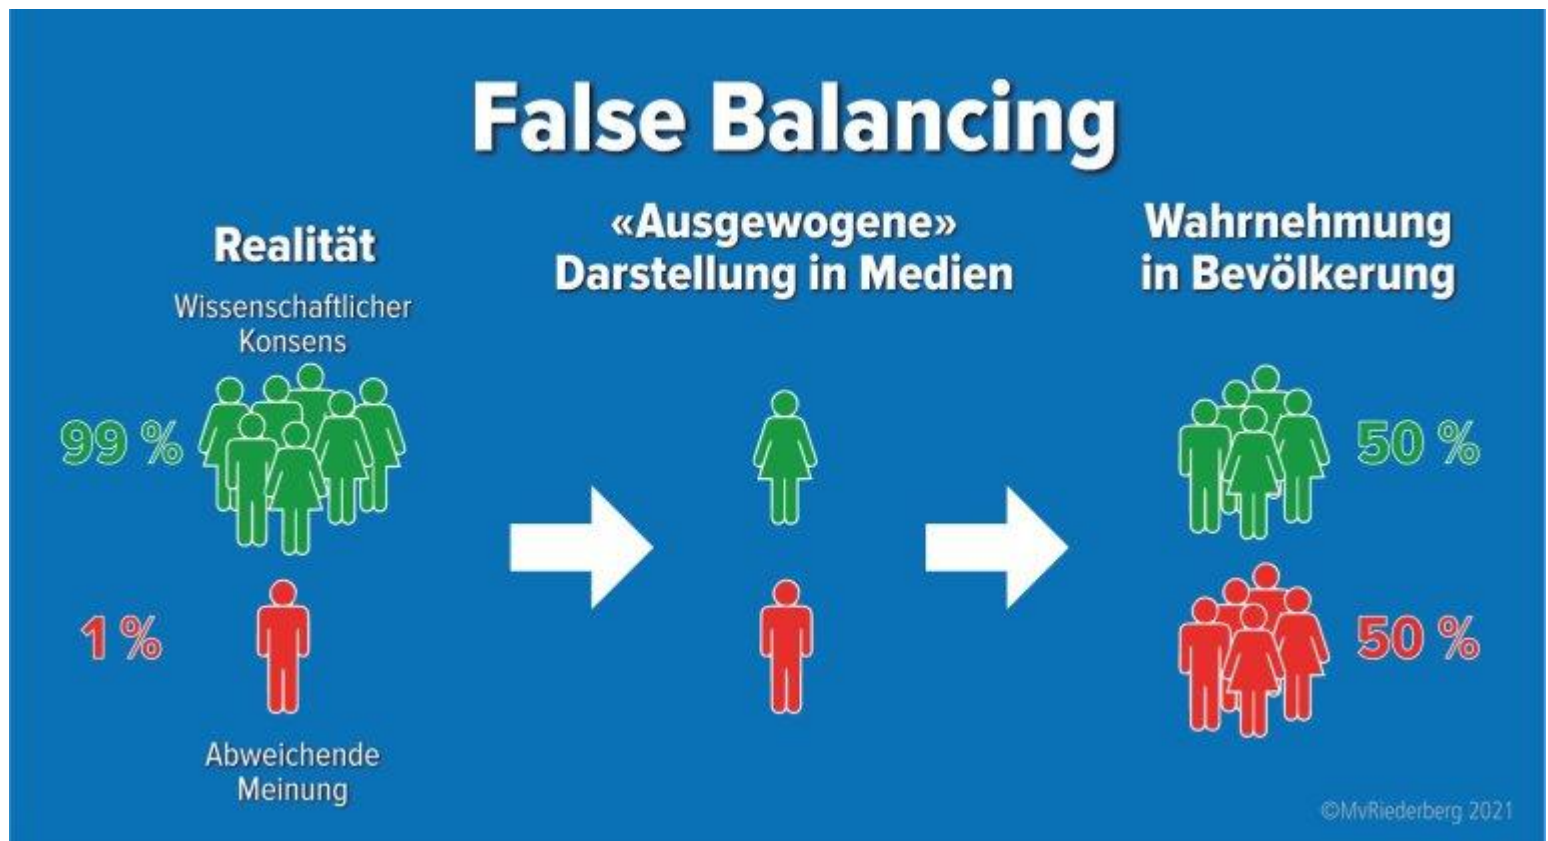 False Balancing
Realität
Wissenschaftlicher
Konsens
99 %
1 %
Abweichende
Meinung
«Ausgewogene»
Darstellung in Medien
Wahrnehmung
in Bevölkerung
50 %
50 %
©MvRiederberg 2021